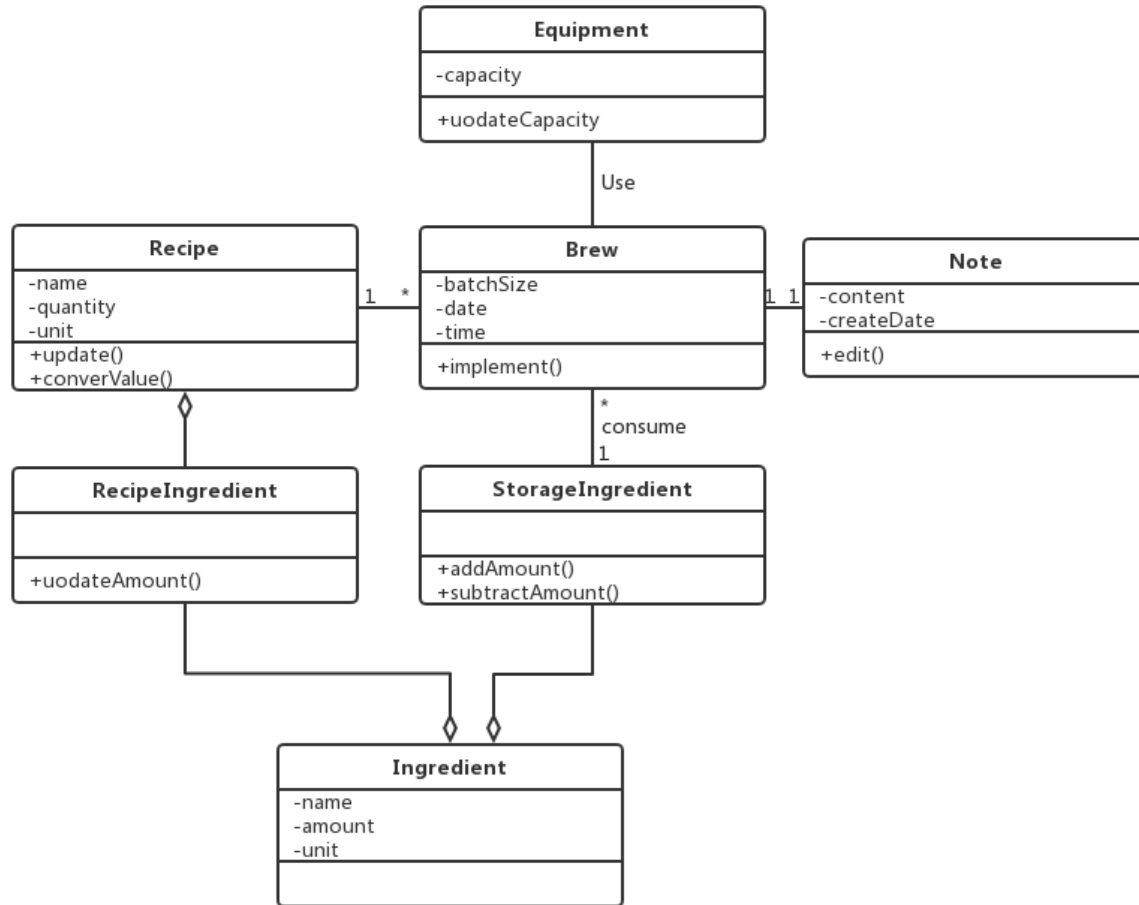 Equipment
-capacity
+uodateCapacity
Use
Recipe
-name
-quantity
-unit
+update()
+converValue()
1 *
Brew
-batchSize
-date
-time
+implement()
1 1
Note
-content
-createDate
+edit()
*
consume
1
RecipeIngredient
+uodateAmount()
StorageIngredient
+addAmount()
+subtractAmount()
Ingredient
-name
-amount
-unit